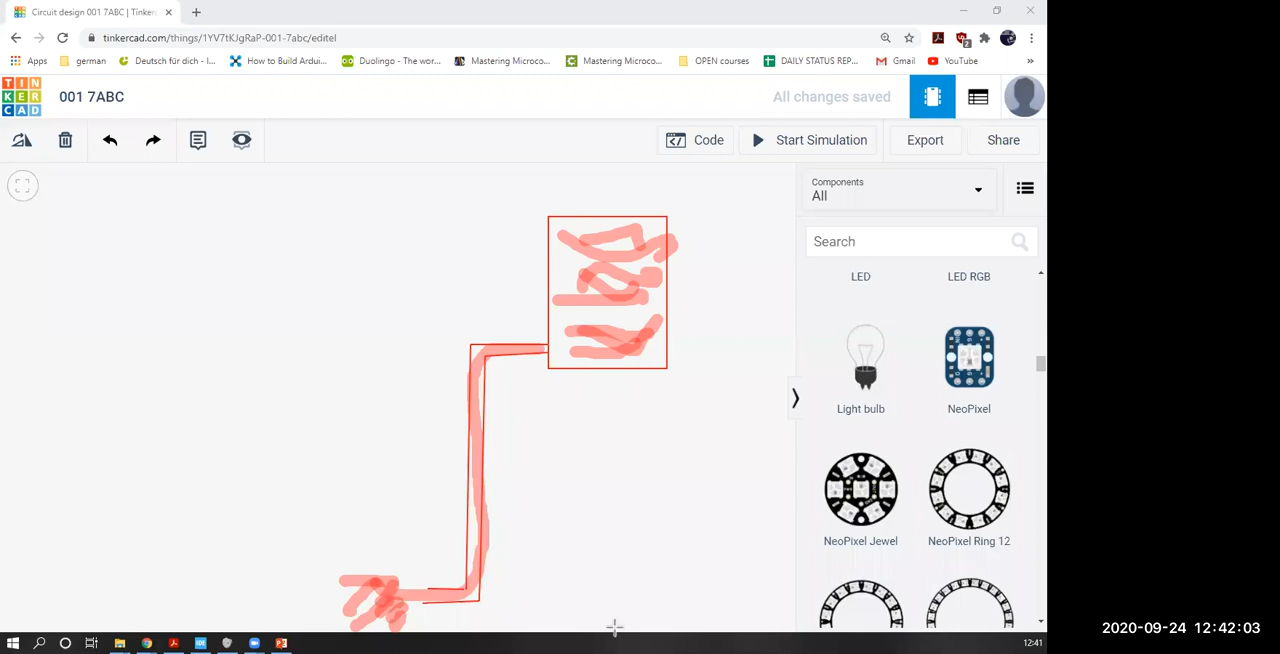 Circuit design 001 7ABC | Tinker
tinkercad.com/things/1YV7tKJgRaP-001-7abc/editel
Apps german Deutsch für dich - I... How to Build Ardui... Duolingo - The wor... Mastering Microco... Mastering Microco... OPEN courses DAILY STATUS REP... Gmail YouTube »
TIN
KER
CAD
001 7ABC
All changes saved
Code
Start Simulation
Export
Share
Components
All
Search
LED LED RGB
Light bulb NeoPixel
NeoPixel Jewel NeoPixel Ring 12
12:41
2020-09-24 12:42:03